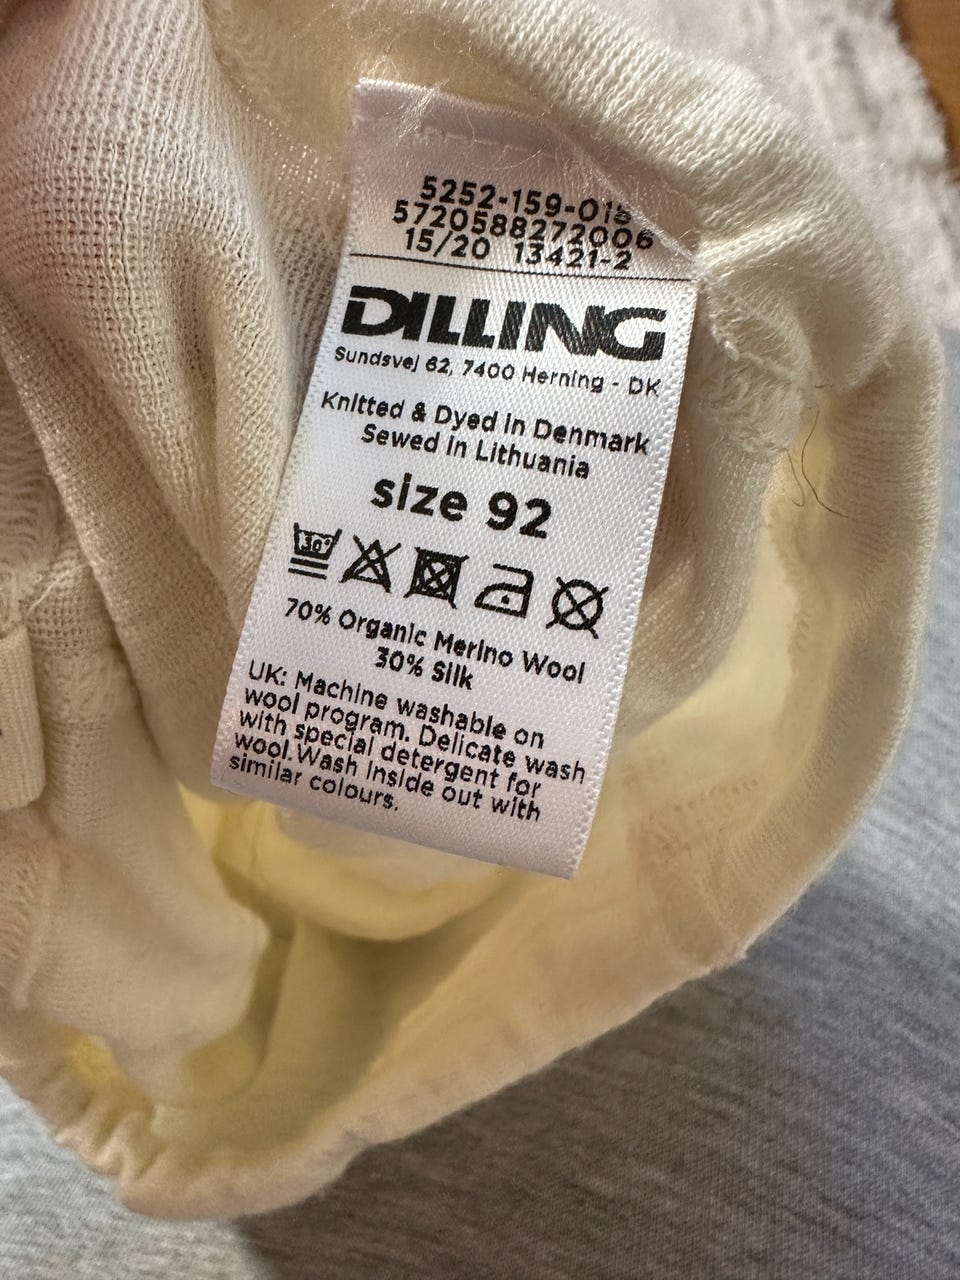 5252-159-018
5720588272006
15/20 13421-2
DILLING
Sundsvej 62, 7400 Herning - DK
Knitted & Dyed in Denmark
Sewed in Lithuania
size 92
30°
70% Organic Merino Wool
30% Silk
UK: Machine washable on
wool program. Delicate wash
with special detergent for
wool.Wash inside out with
similar colours.